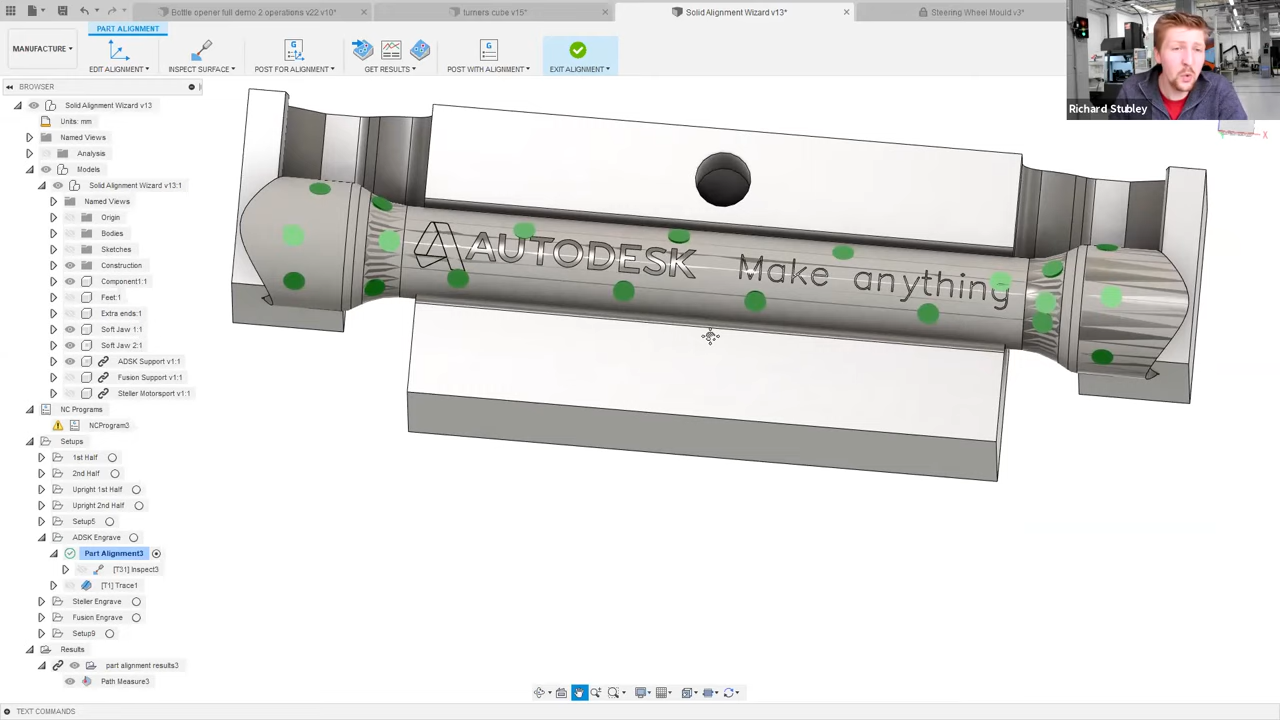 Bottle opener full demo 2 operations v22 v10*
turners cube v15*
Solid Alignment Wizard v13*
Steering Wheel Mould v3*
PART ALIGNMENT
MANUFACTURE
EDIT ALIGNMENT
INSPECT SURFACE
POST FOR ALIGNMENT
GET RESULTS
POST WITH ALIGNMENT
EXIT ALIGNMENT
Richard Stubley
BROWSER
Solid Alignment Wizard v13
Units: mm
Named Views
Analysis
Models
Solid Alignment Wizard v13:1
Named Views
Origin
Bodies
Sketches
Construction
Component1:1
Feet:1
Extra ends:1
Soft Jaw 1:1
Soft Jaw 2:1
ADSK Support v1:1
Fusion Support v1:1
Steller Motorsport v1:1
NC Programs
NCProgram3
Setups
1st Half
2nd Half
Upright 1st Half
Upright 2nd Half
Setup5
ADSK Engrave
Part Alignment3
[T31] Inspect3
[T1] Trace1
Steller Engrave
Fusion Engrave
Setup9
Results
part alignment results3
Path Measure3
AUTODESK Make anything
X
TEXT COMMANDS